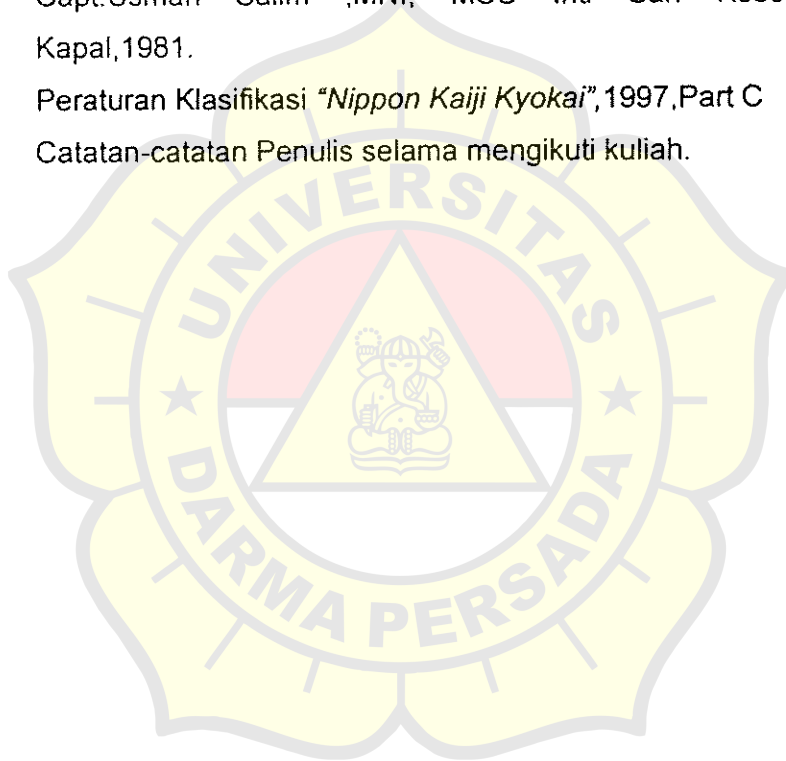 Kapal,1981.
Peraturan Klasifikasi “Nippon Kaiji Kyokai”,1997,Part C
Catatan-catatan Penulis selama mengikuti kuliah.
UNIVERSITAS
DARMA PERSADA